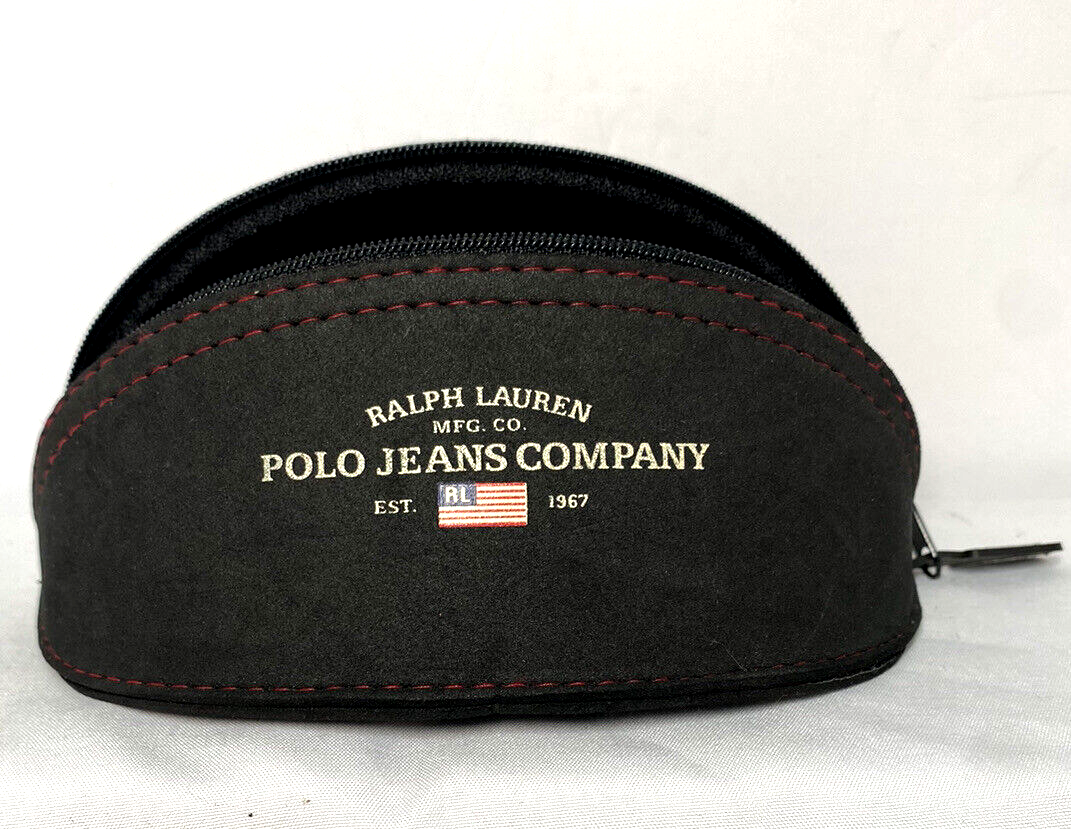 RALPH LAUREN
MFG. CO.
POLO JEANS COMPANY
EST. RL 1967